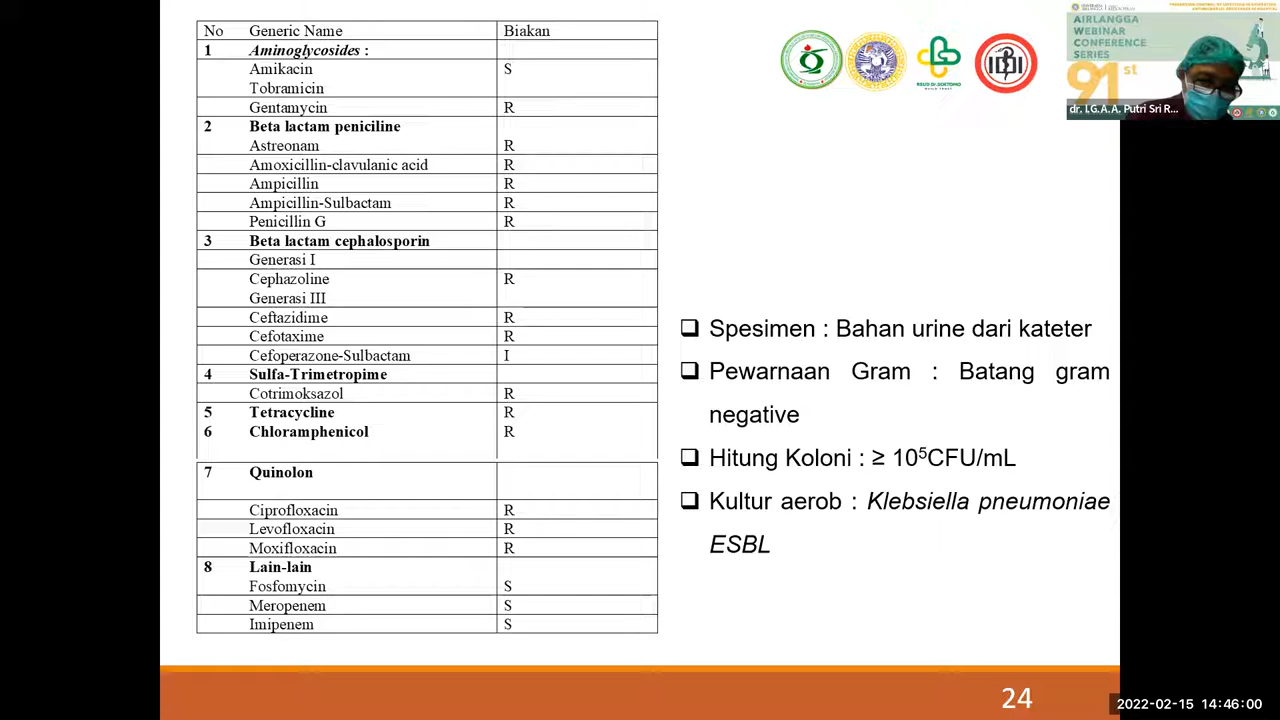 No Generic Name Biakan
1 Aminoglycosides :
Amikacin S
Tobramicin
Gentamycin R
2 Beta lactam peniciline
Astreonam R
Amoxicillin-clavulanic acid R
Ampicillin R
Ampicillin-Sulbactam R
Penicillin G R
3 Beta lactam cephalosporin
Generasi I
Cephazoline R
Generasi III
Ceftazidime R
Cefotaxime R
Cefoperazone-Sulbactam I
4 Sulfa-Trimetropime
Cotrimoksazol R
5 Tetracycline R
6 Chloramphenicol R
7 Quinolon
Ciprofloxacin R
Levofloxacin R
Moxifloxacin R
8 Lain-lain
Fosfomycin S
Meropenem S
Imipenem S
Spesimen : Bahan urine dari kateter
Pewarnaan Gram : Batang gram
negative
Hitung Koloni : ≥ 10⁵CFU/mL
Kultur aerob : Klebsiella pneumoniae
ESBL
AIRLANGGA
WEBINAR
CONFERENCE
SERIES
91st
dr. I.G.A.A. Putri Sri R...
24
2022-02-15 14:46:00